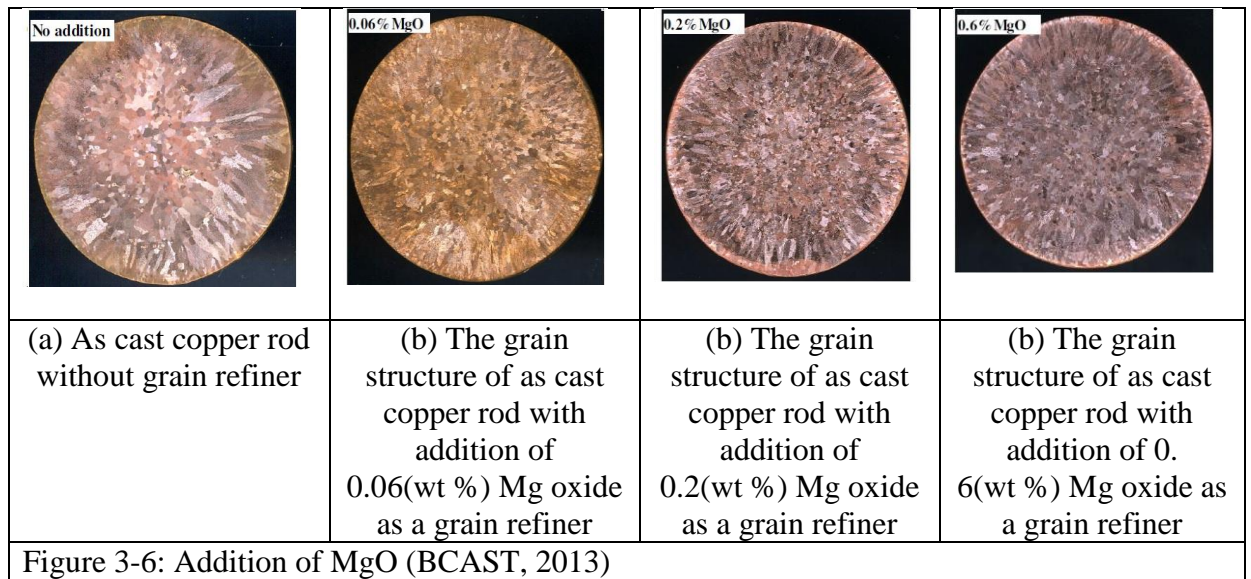 No addition
0.06% MgO
0.2% MgO
0.6% MgO
(a) As cast copper rod
without grain refiner
(b) The grain
structure of as cast
copper rod with
addition of
0.06(wt %) Mg oxide
as a grain refiner
(b) The grain
structure of as cast
copper rod with
addition of
0.2(wt %) Mg oxide
as a grain refiner
(b) The grain
structure of as cast
copper rod with
addition of 0.
6(wt %) Mg oxide as
a grain refiner
Figure 3-6: Addition of MgO (BCAST, 2013)